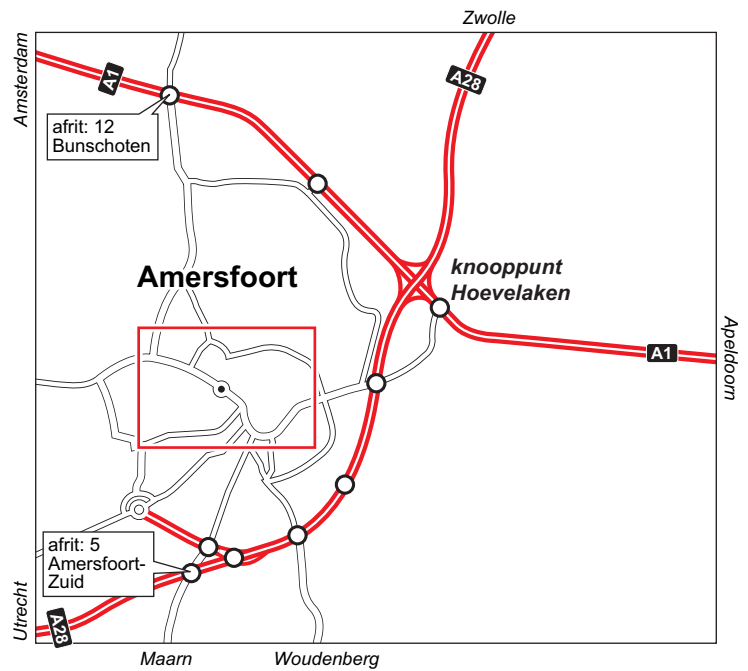 Zwolle
Amsterdam
A1
A28
afrit: 12
Bunschoten
Amersfoort
knooppunt
Hoevelaken
A1
Apeldoorn
afrit: 5
Amersfoort-
Zuid
Utrecht
A28
Maarn
Woudenberg